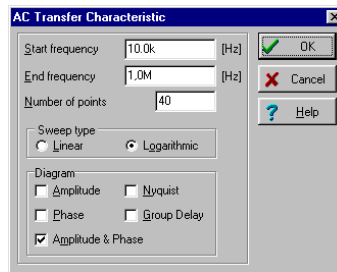 AC Transfer Characteristic
Start frequency 10.0k [Hz]
End frequency 1,0M [Hz]
Number of points 40
Sweep type
Linear Logarithmic
Diagram
Amplitude Nyquist
Phase Group Delay
Amplitude & Phase
OK
Cancel
Help